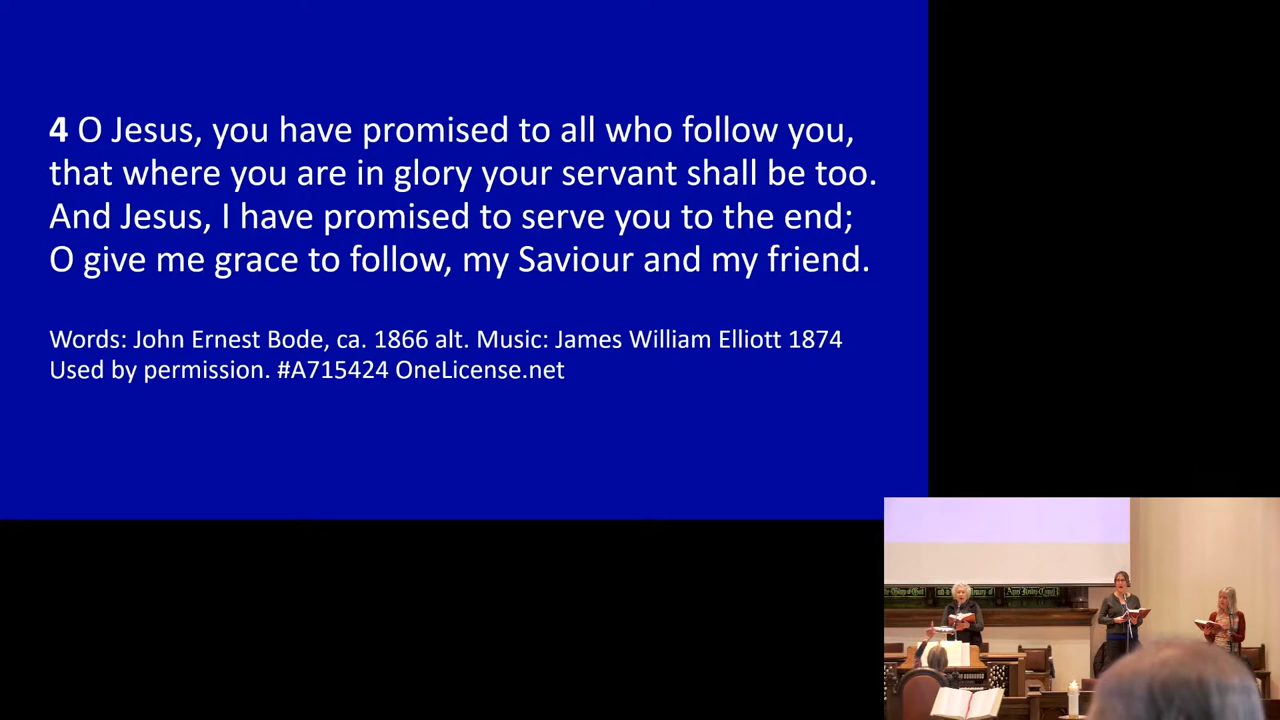 4 O Jesus, you have promised to all who follow you,
that where you are in glory your servant shall be too.
And Jesus, I have promised to serve you to the end;
O give me grace to follow, my Saviour and my friend.
Words: John Ernest Bode, ca. 1866 alt. Music: James William Elliott 1874
Used by permission. #A715424 OneLicense.net